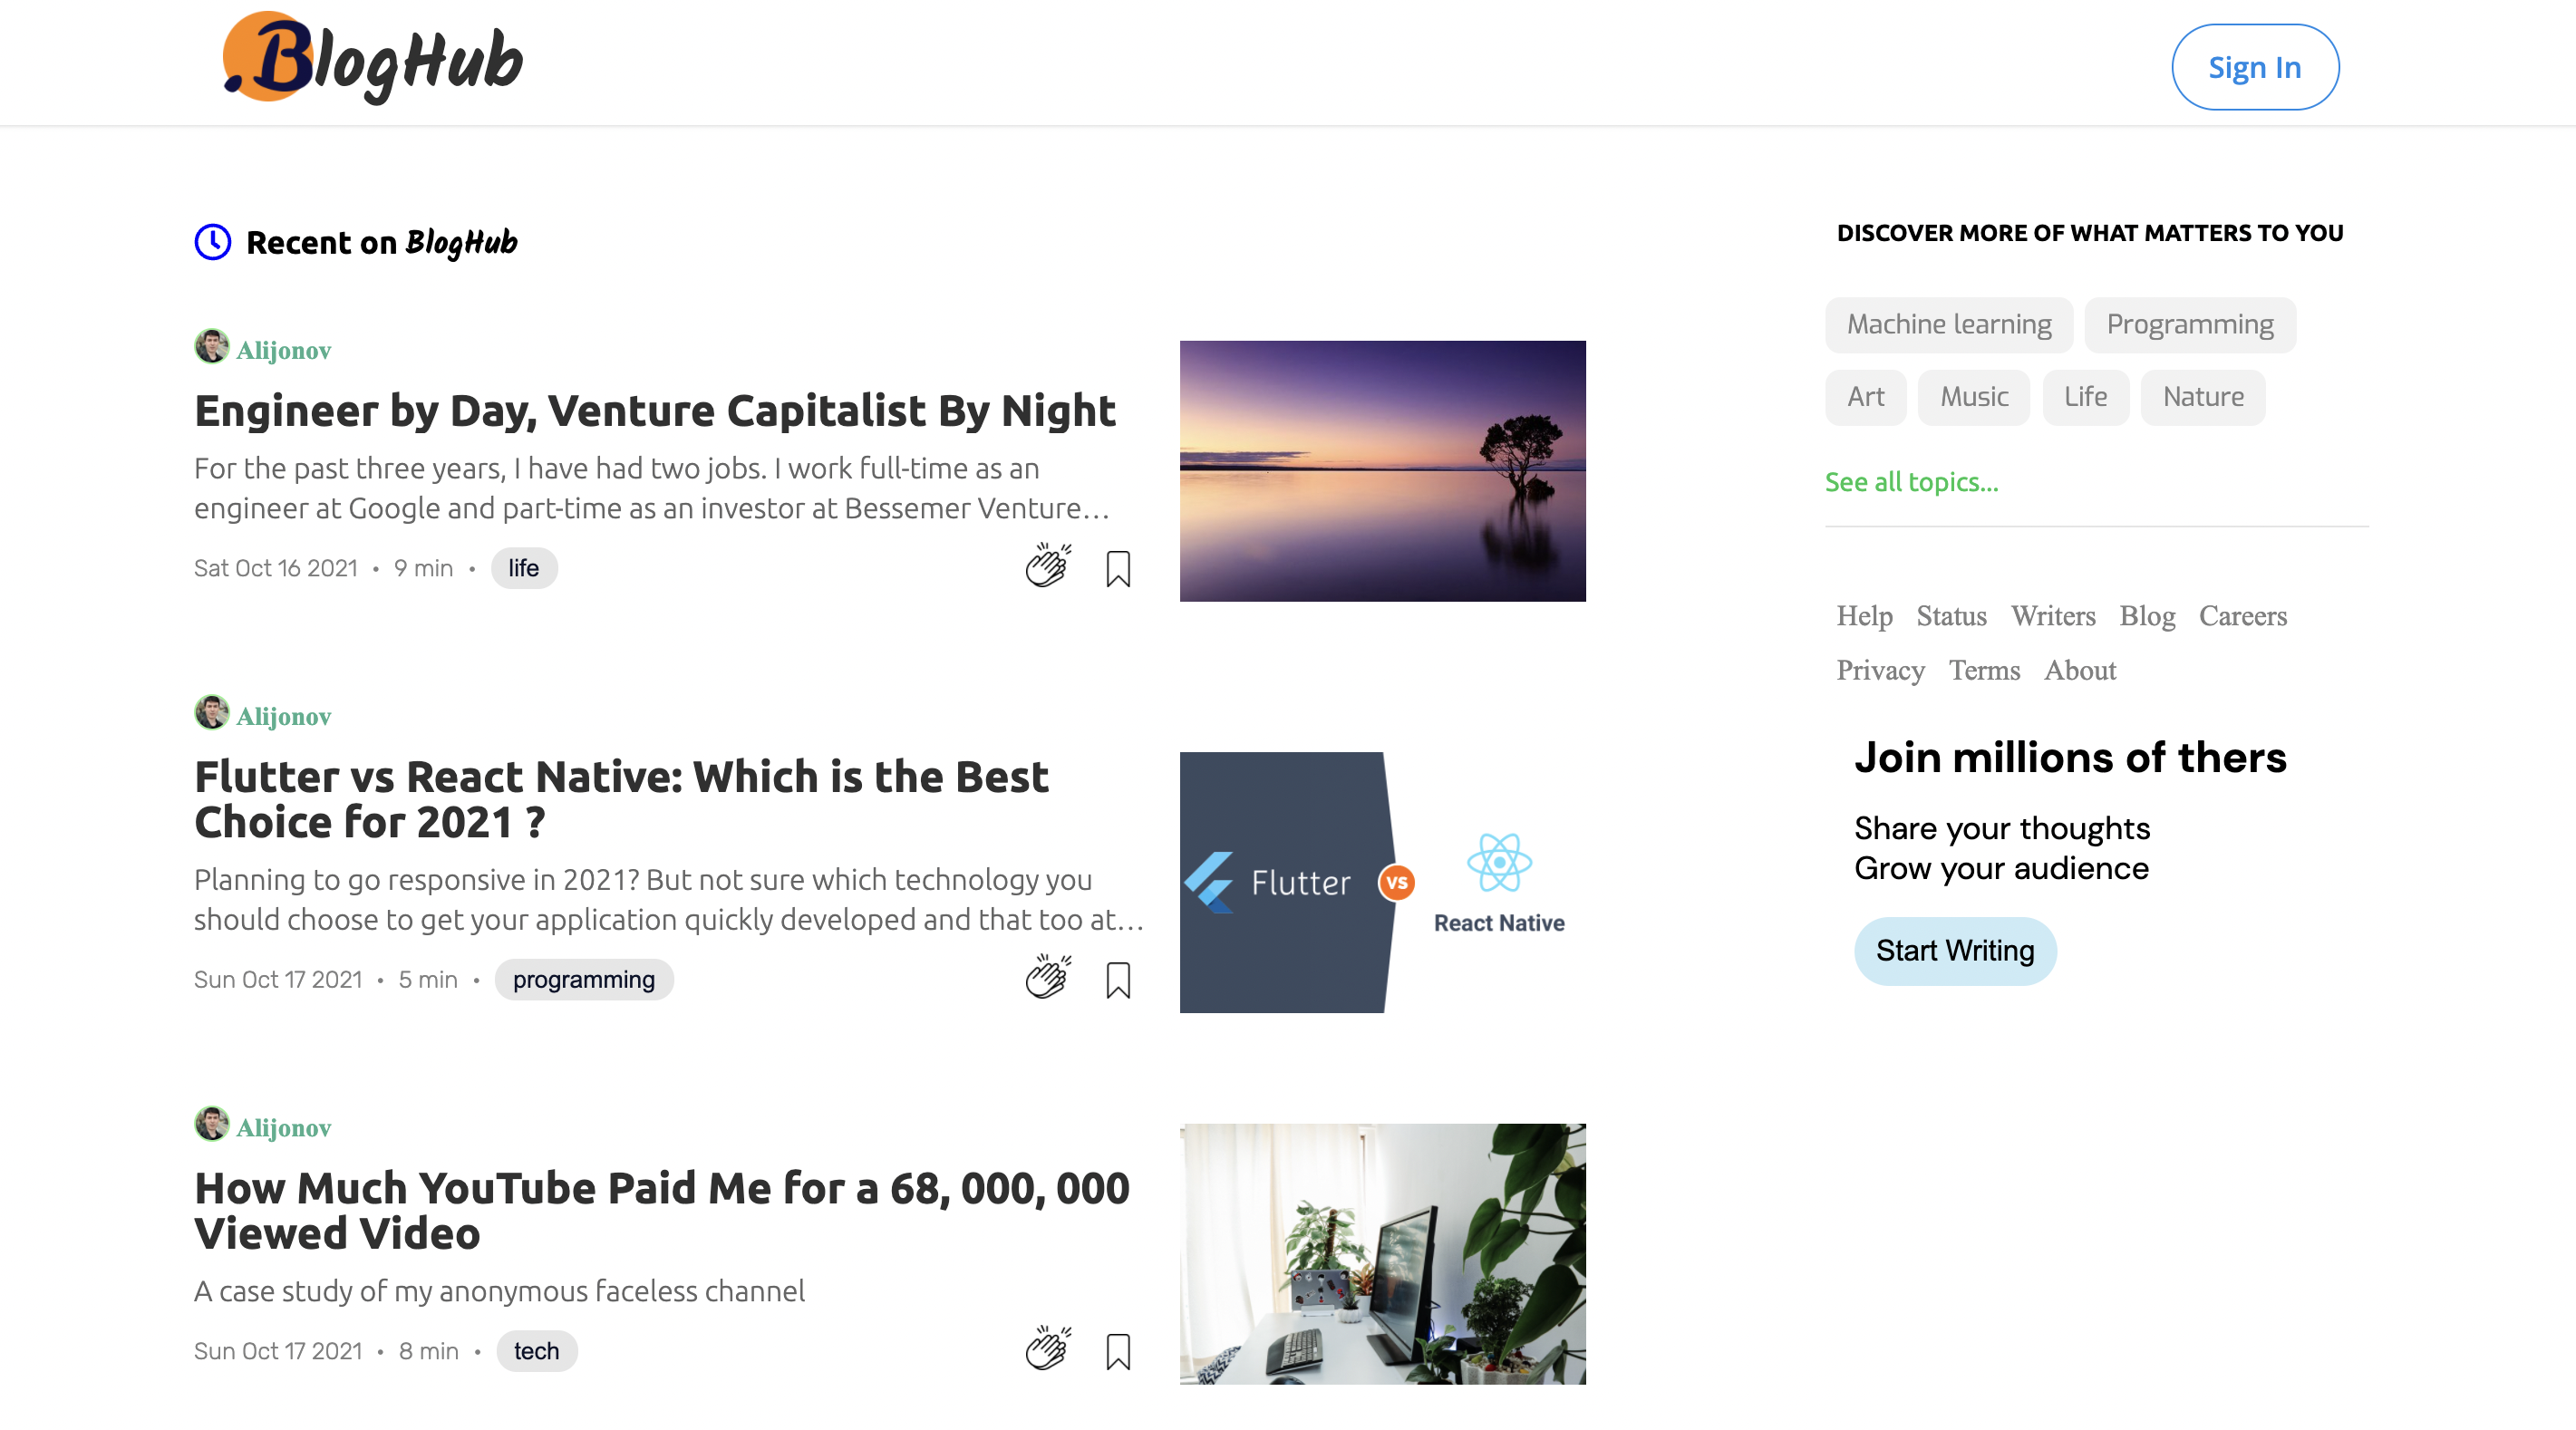 BlogHub
Sign In
Recent on BlogHub
Alijonov
Engineer by Day, Venture Capitalist By Night
For the past three years, I have had two jobs. I work full-time as an
engineer at Google and part-time as an investor at Bessemer Venture...
Sat Oct 16 2021 • 9 min • life
Alijonov
Flutter vs React Native: Which is the Best
Choice for 2021 ?
Planning to go responsive in 2021? But not sure which technology you
should choose to get your application quickly developed and that too at...
Sun Oct 17 2021 • 5 min • programming
Flutter VS React Native
Alijonov
How Much YouTube Paid Me for a 68, 000, 000
Viewed Video
A case study of my anonymous faceless channel
Sun Oct 17 2021 • 8 min • tech
DISCOVER MORE OF WHAT MATTERS TO YOU
Machine learning Programming
Art Music Life Nature
See all topics...
Help Status Writers Blog Careers
Privacy Terms About
Join millions of thers
Share your thoughts
Grow your audience
Start Writing